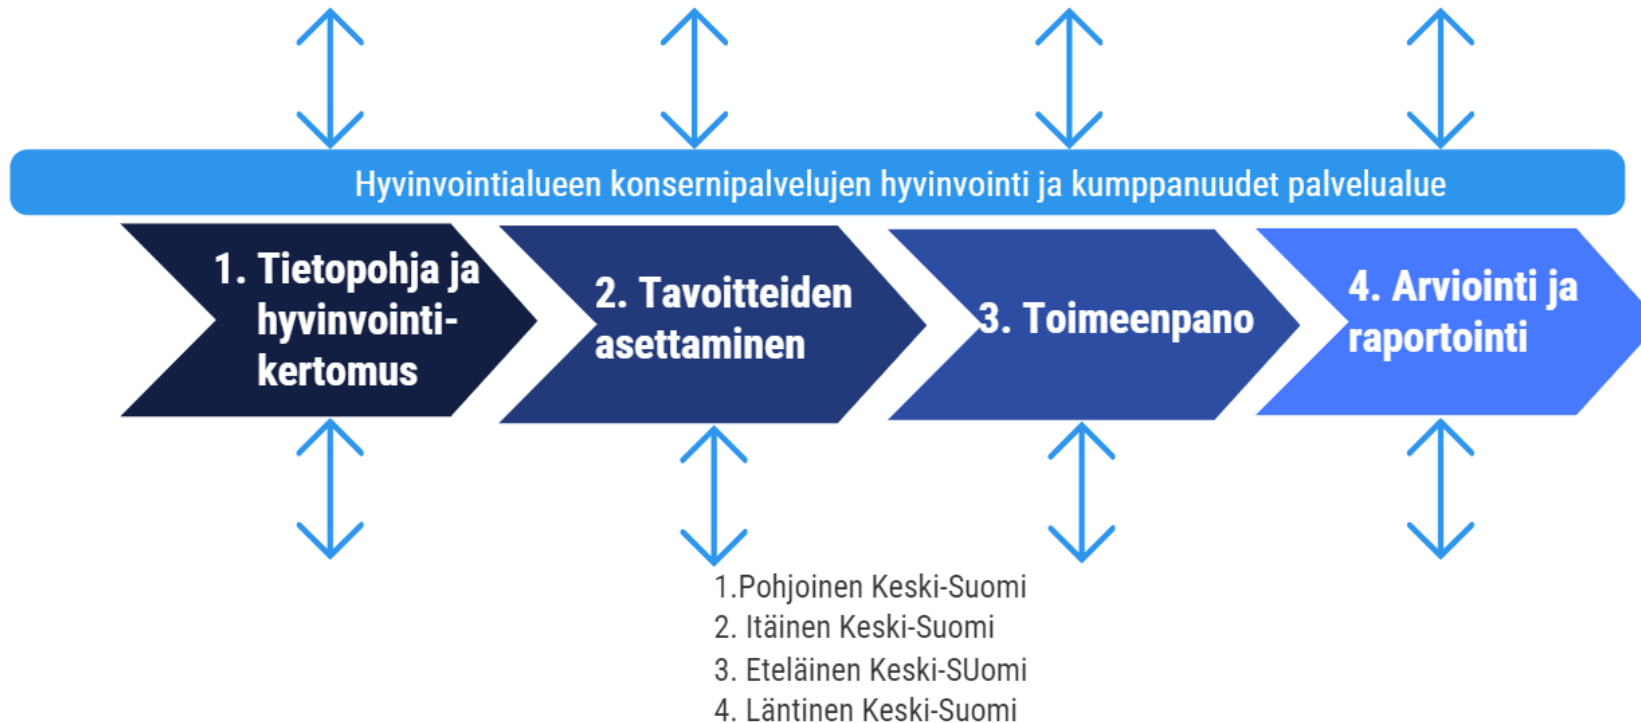 Hyvinvointialueen konsernipalvelujen hyvinvointi ja kumppanuudet palvelualue
1. Tietopohja ja
hyvinvointi-
kertomus
2. Tavoitteiden
asettaminen
3. Toimeenpano
4. Arviointi ja
raportointi
1.Pohjoinen Keski-Suomi
2. Itäinen Keski-Suomi
3. Eteläinen Keski-SUomi
4. Läntinen Keski-Suomi